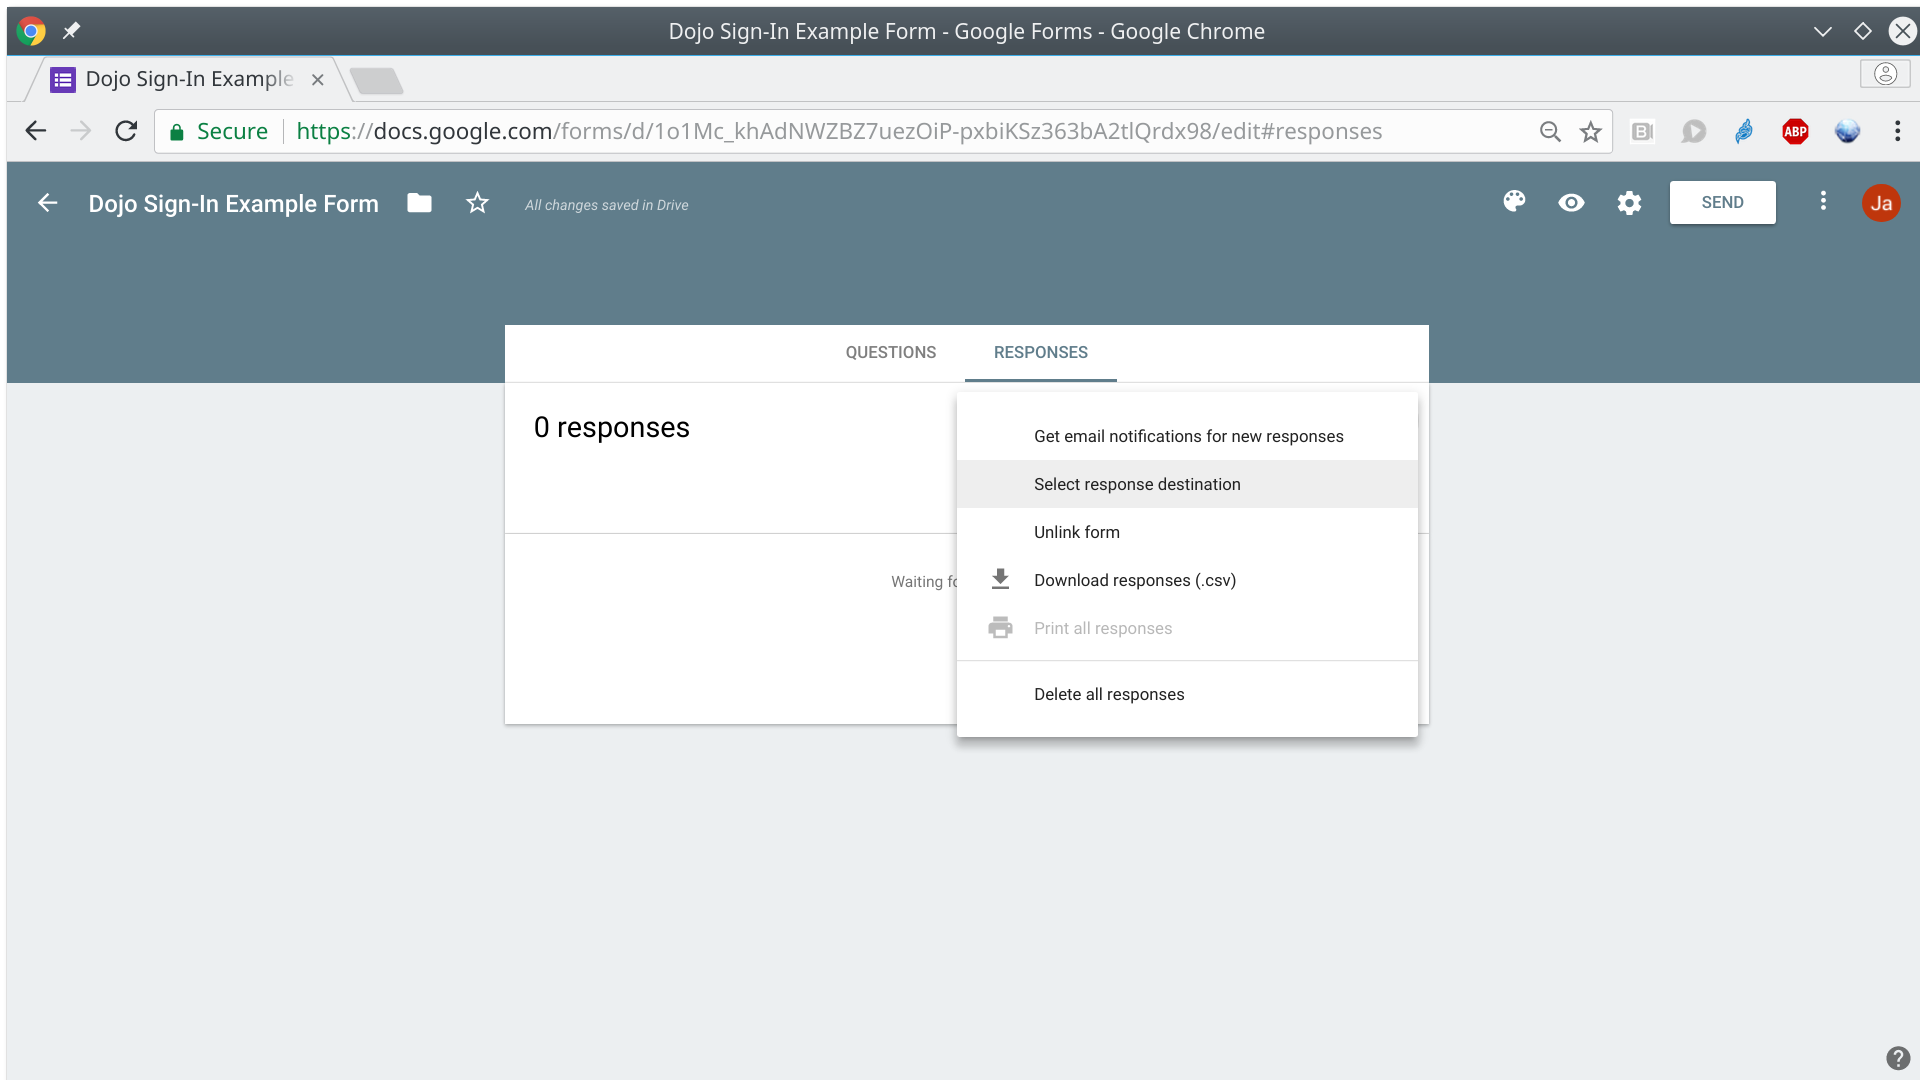 Dojo Sign-In Example Form - Google Forms - Google Chrome
Dojo Sign-In Example
Secure https://docs.google.com/forms/d/1o1Mc_khAdNWZBZ7uezOiP-pxbiKSz363bA2tlQrdx98/edit#responses
ABP
Dojo Sign-In Example Form
All changes saved in Drive
SEND
Ja
QUESTIONS
RESPONSES
0 responses
Get email notifications for new responses
Select response destination
Unlink form
Waiting
Download responses (.csv)
Print all responses
Delete all responses